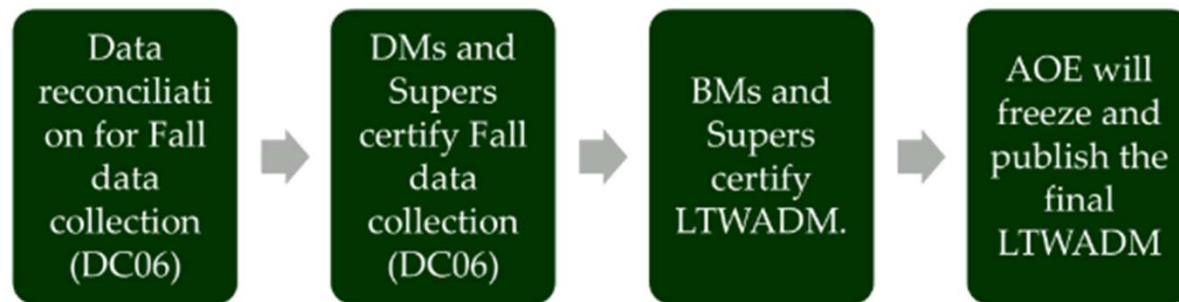 Data
reconciliati
on for Fall
data
collection
(DC06)
DMs and
Supers
certify Fall
data
collection
(DC06)
BMs and
Supers
certify
LTWADM.
AOE will
freeze and
publish the
final
LTWADM